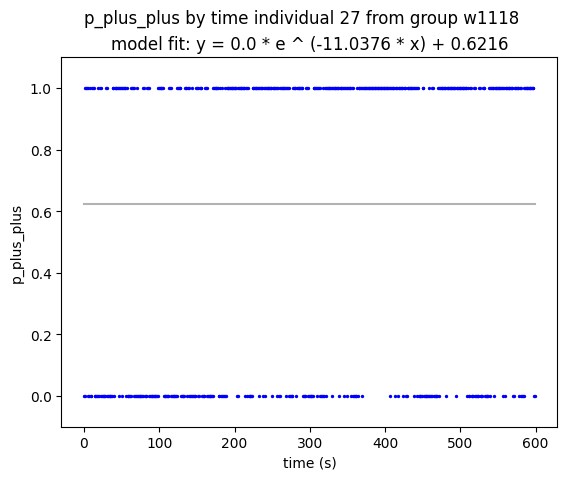 p_plus_plus by time individual 27 from group w1118
model fit: y = 0.0 * e ^ (-11.0376 * x) + 0.6216
1.0
0.8
0.6
0.4
0.2
0.0
p_plus_plus
0 100 200 300 400 500 600
time (s)